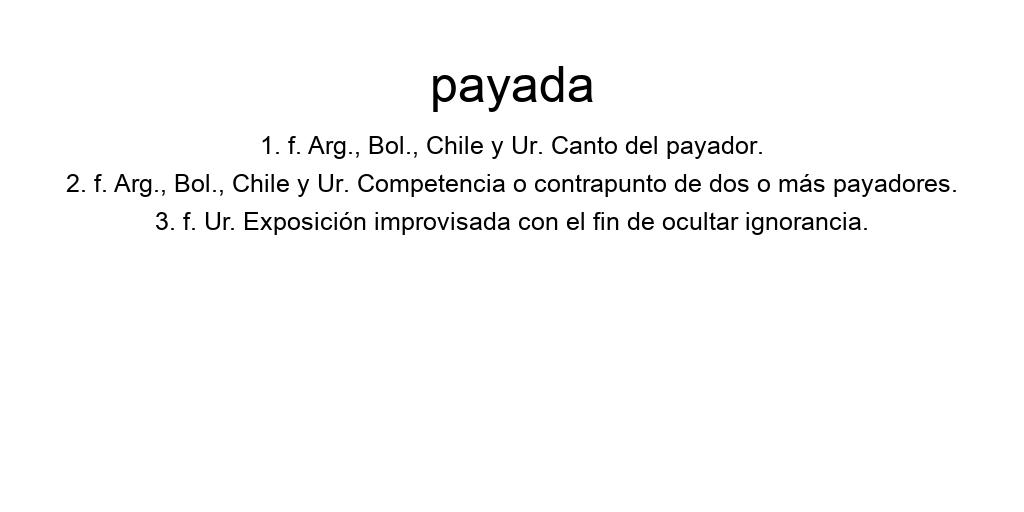 payada
1. f. Arg., Bol., Chile y Ur. Canto del payador.
2. f. Arg., Bol., Chile y Ur. Competencia o contrapunto de dos o más payadores.
3. f. Ur. Exposición improvisada con el fin de ocultar ignorancia.